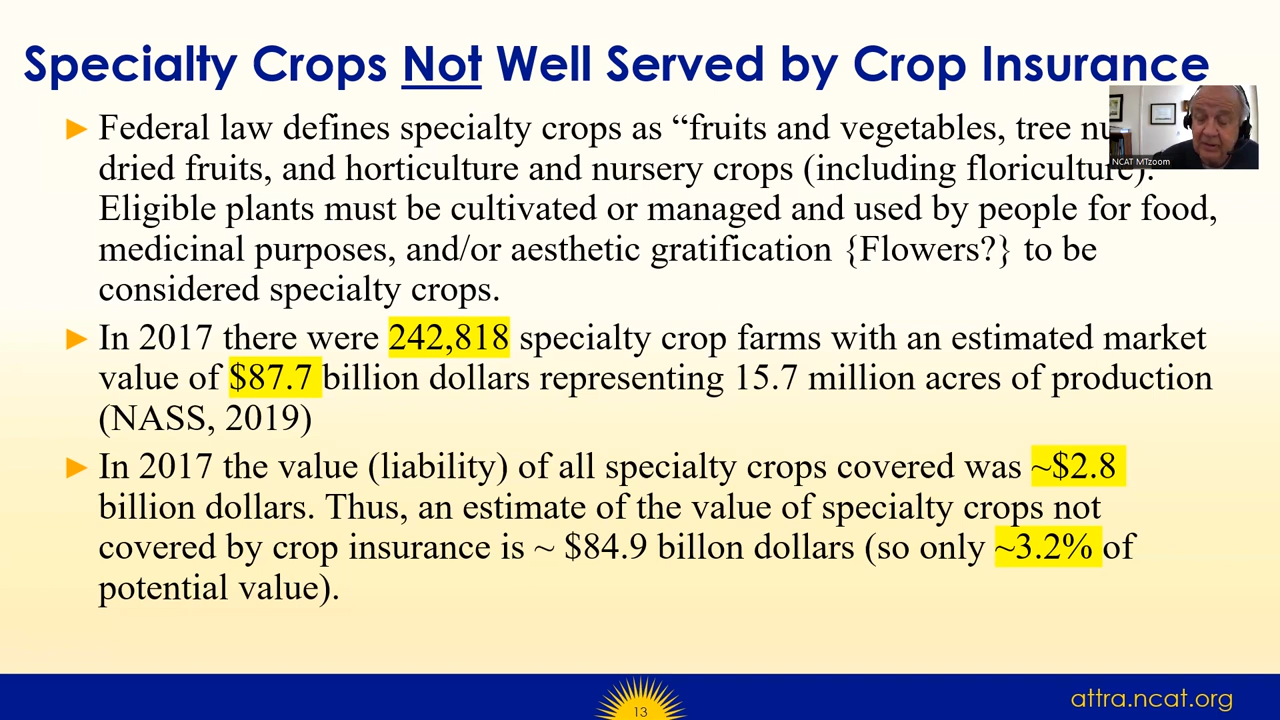 Specialty Crops Not Well Served by Crop Insurance
► Federal law defines specialty crops as “fruits and vegetables, tree
dried fruits, and horticulture and nursery crops (including floriculture).
Eligible plants must be cultivated or managed and used by people for food,
medicinal purposes, and/or aesthetic gratification {Flowers?} to be
considered specialty crops.
► In 2017 there were 242,818 specialty crop farms with an estimated market
value of $87.7 billion dollars representing 15.7 million acres of production
(NASS, 2019)
► In 2017 the value (liability) of all specialty crops covered was ~$2.8
billion dollars. Thus, an estimate of the value of specialty crops not
covered by crop insurance is ~ $84.9 billon dollars (so only ~3.2% of
potential value).
NCAT MTzoom
13
attra.ncat.org